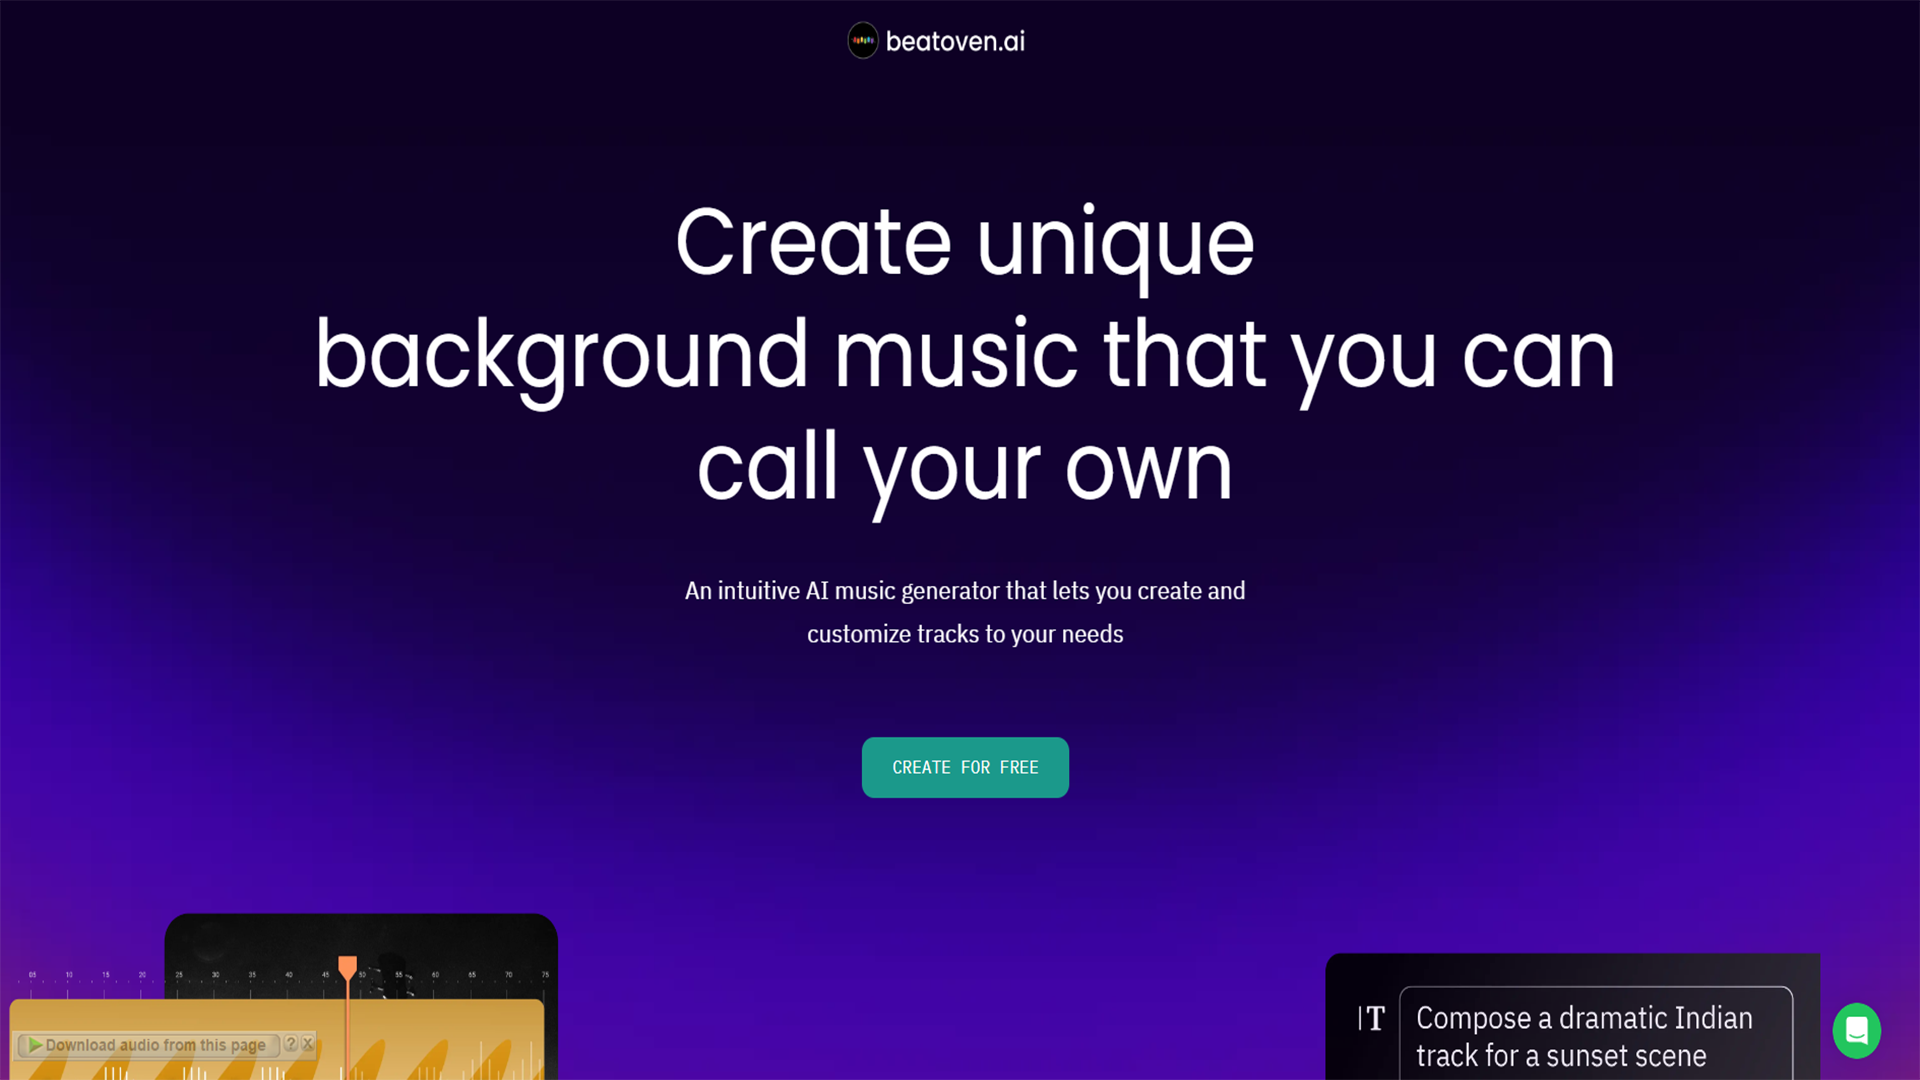 beatoven.ai
Create unique
background music that you can
call your own
An intuitive AI music generator that lets you create and
customize tracks to your needs
CREATE FOR FREE
05 10 15 20 25 30 35 40 45 50 55 60 65 70 75
Download audio from this page ? X
T
Compose a dramatic Indian
track for a sunset scene